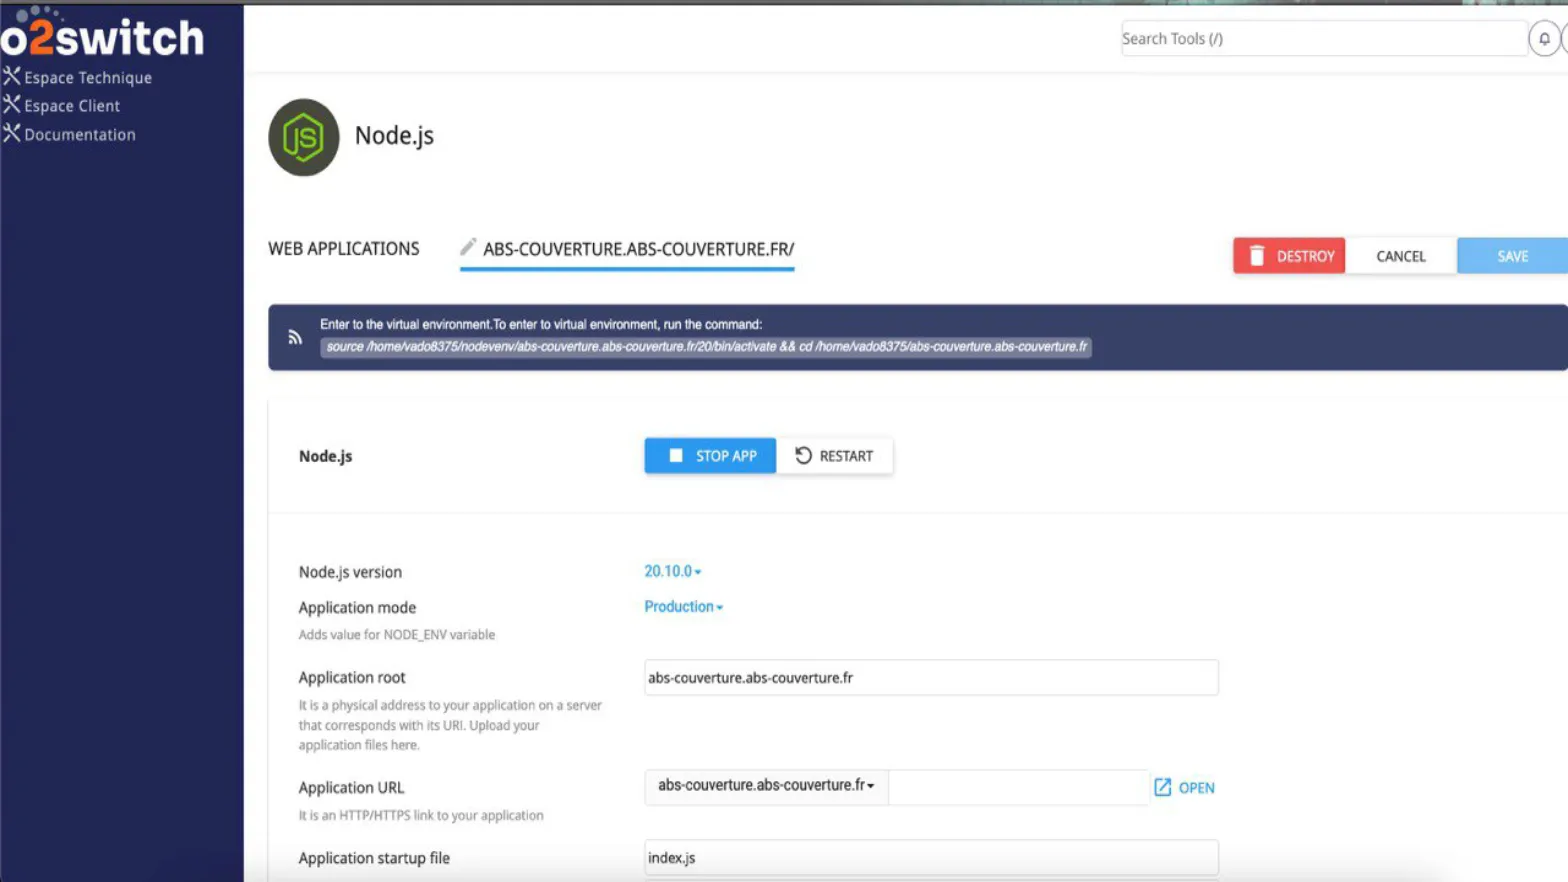 o2switch
Espace Technique
Espace Client
Documentation
Search Tools (/)
JS
Node.js
WEB APPLICATIONS
ABS-COUVERTURE.ABS-COUVERTURE.FR/
DESTROY
CANCEL
SAVE
Enter to the virtual environment.To enter to virtual environment, run the command:
source /home/vado8375/nodevenv/abs-couverture.abs-couverture.fr/20/bin/activate && cd /home/vado8375/abs-couverture.abs-couverture.fr
Node.js
STOP APP
RESTART
Node.js version
20.10.0
Application mode
Production
Adds value for NODE_ENV variable
Application root
abs-couverture.abs-couverture.fr
It is a physical address to your application on a server
that corresponds with its URI. Upload your
application files here.
Application URL
abs-couverture.abs-couverture.fr
OPEN
It is an HTTP/HTTPS link to your application
Application startup file
index.js